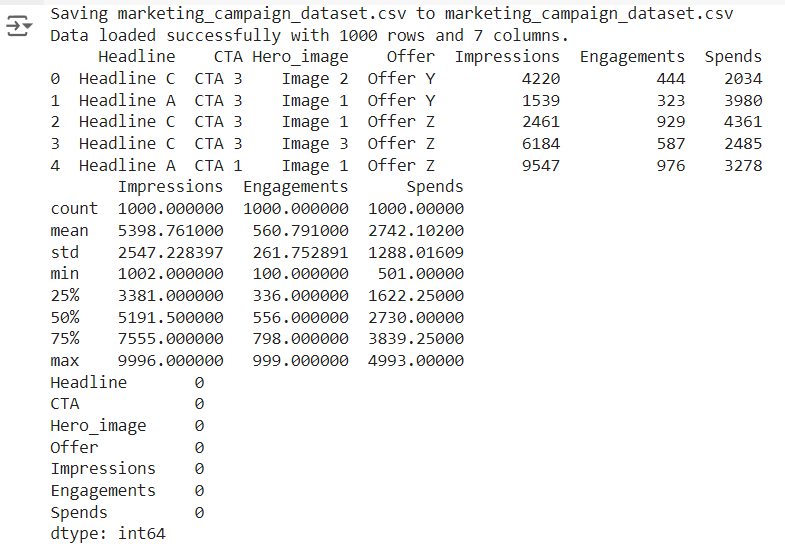 Saving marketing_campaign_dataset.csv to marketing_campaign_dataset.csv
Data loaded successfully with 1000 rows and 7 columns.
Headline CTA Hero_image Offer Impressions Engagements Spends
0 Headline C CTA 3 Image 2 Offer Y 4220 444 2034
1 Headline A CTA 3 Image 1 Offer Y 1539 323 3980
2 Headline C CTA 3 Image 1 Offer Z 2461 929 4361
3 Headline C CTA 3 Image 3 Offer Z 6184 587 2485
4 Headline A CTA 1 Image 1 Offer Z 9547 976 3278
Impressions Engagements Spends
count 1000.000000 1000.000000 1000.00000
mean 5398.761000 560.791000 2742.10200
std 2547.228397 261.752891 1288.01609
min 1002.000000 100.000000 501.00000
25% 3381.000000 336.000000 1622.25000
50% 5191.500000 556.000000 2730.00000
75% 7555.000000 798.000000 3839.25000
max 9996.000000 999.000000 4993.00000
Headline 0
CTA 0
Hero_image 0
Offer 0
Impressions 0
Engagements 0
Spends 0
dtype: int64